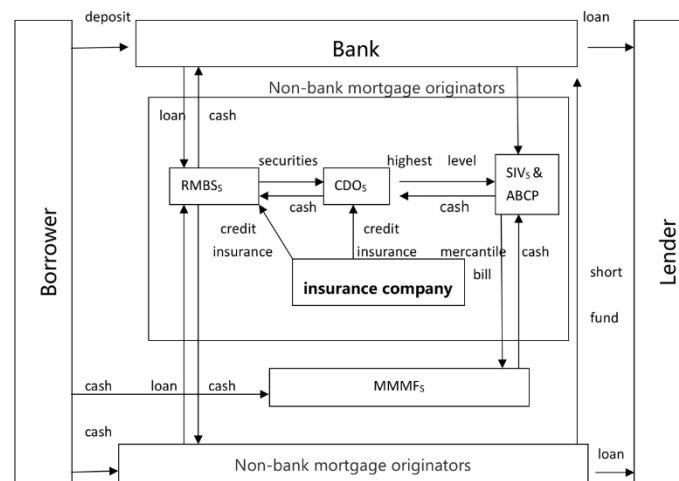 deposit
loan
Bank
Non-bank mortgage originators
loan
cash
securities
highest level
RMBSs
CDOs
SIVs &
ABCP
cash
cash
credit
insurance
credit
insurance
mercantile
bill
cash
insurance company
short
fund
Borrower
Lender
cash
loan
cash
MMMFs
cash
Non-bank mortgage originators
loan